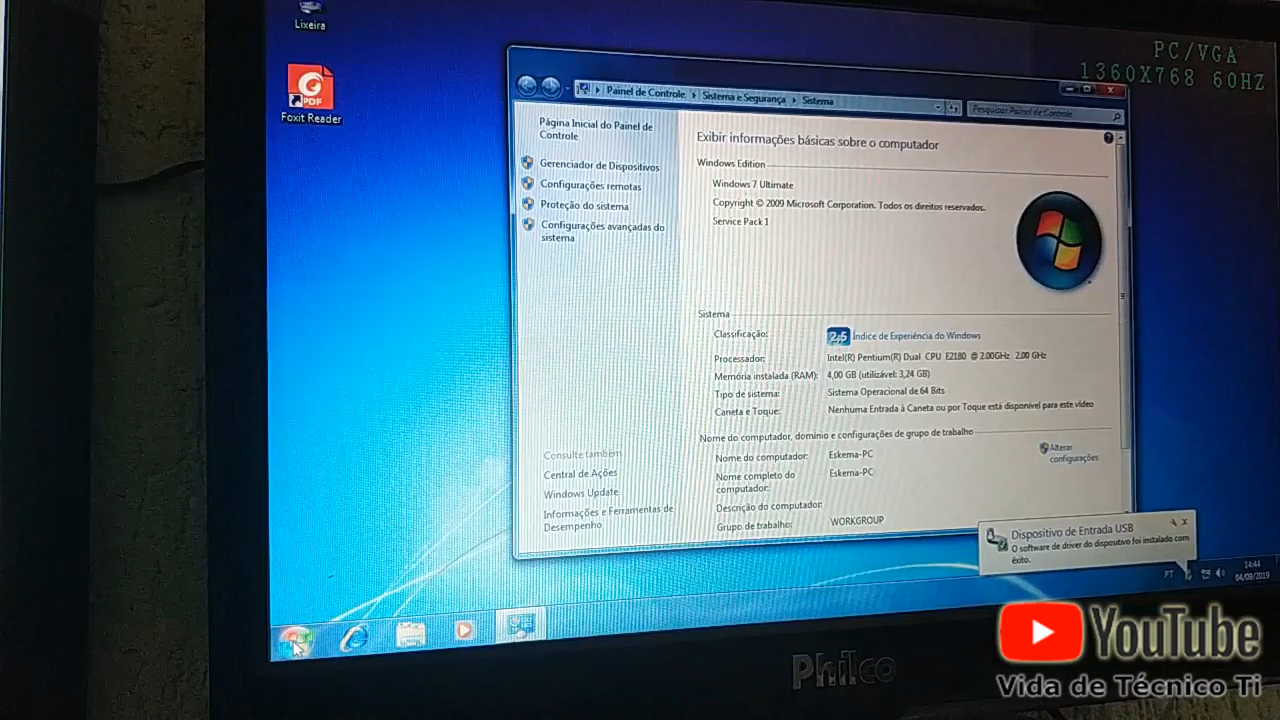 Lixeira
PDF
Foxit Reader
PC/VGA
1360X768 60HZ
Painel de Controle
Sistema e Segurança
Sistema
Pesquisar Painel de Controle
Página Inicial do Painel de
Controle
Gerenciador de Dispositivos
Configurações remotas
Proteção do sistema
Configurações avançadas do
sistema
Consulte também
Central de Ações
Windows Update
Informações e Ferramentas de
Desempenho
Exibir informações básicas sobre o computador
Windows Edition
Windows 7 Ultimate
Copyright © 2009 Microsoft Corporation. Todos os direitos reservados.
Service Pack 1
Sistema
Classificação: 2,5 Índice de Experiência do Windows
Processador: Intel(R) Pentium(R) Dual CPU E2180 @ 2.00GHz 2.00 GHz
Memória instalada (RAM): 4,00 GB (utilizável: 3,24 GB)
Tipo de sistema: Sistema Operacional de 64 Bits
Caneta e Toque: Nenhuma Entrada à Caneta ou por Toque está disponível para este vídeo
Nome do computador, domínio e configurações de grupo de trabalho
Nome do computador: Eskema-PC
Alterar
configurações
Nome completo do
computador: Eskema-PC
Descrição do computador:
Grupo de trabalho: WORKGROUP
Dispositivo de Entrada USB
O software de driver do dispositivo foi instalado com
êxito.
PT
14:44
04/09/2019
Philco
YouTube
Vida de Técnico Ti